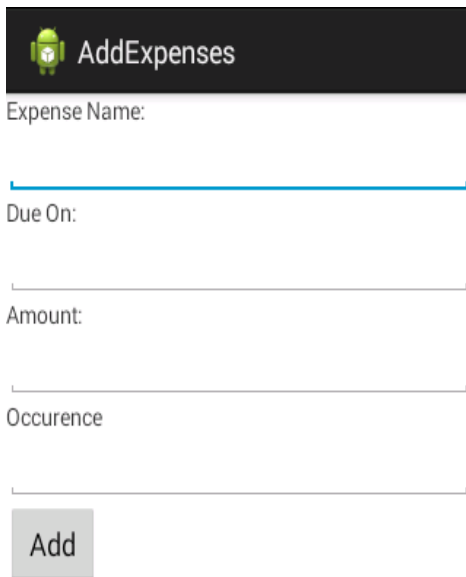 AddExpenses
Expense Name:
Due On:
Amount:
Occurence
Add